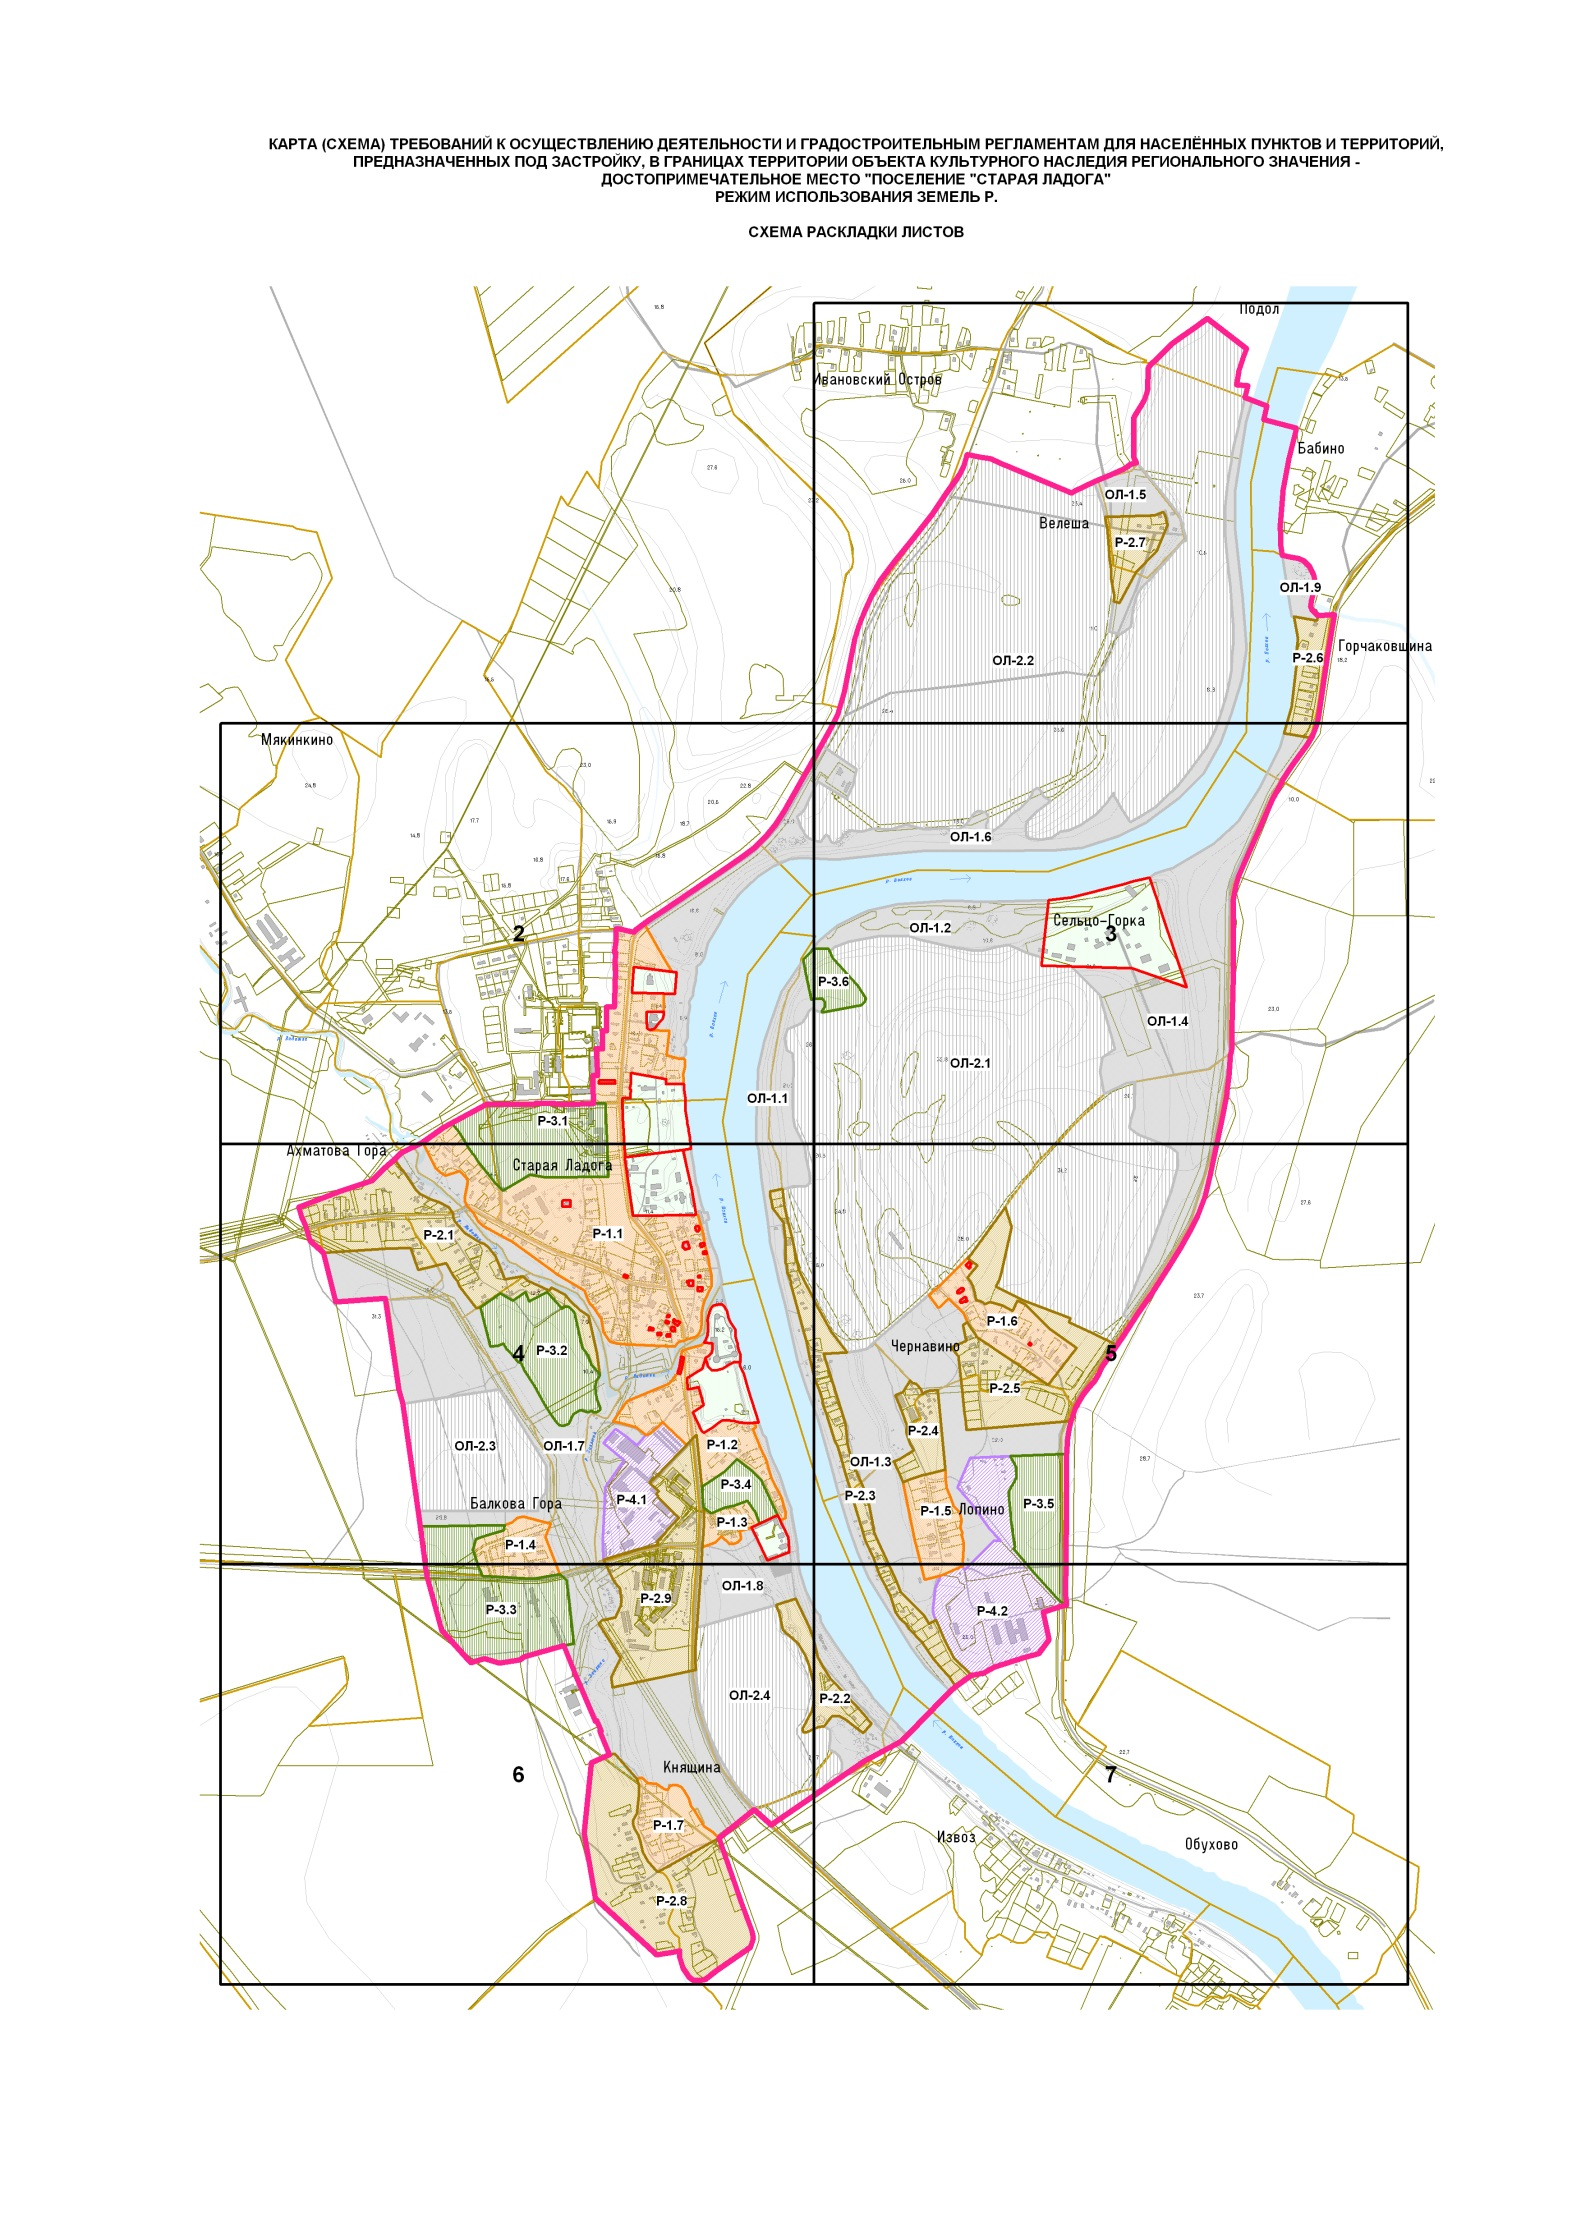 КАРТА (СХЕМА) ТРЕБОВАНИЙ К ОСУЩЕСТВЛЕНИЮ ДЕЯТЕЛЬНОСТИ И ГРАДОСТРОИТЕЛЬНЫМ РЕГЛАМЕНТАМ ДЛЯ НАСЕЛЁННЫХ ПУНКТОВ И ТЕРРИТОРИЙ,
ПРЕДНАЗНАЧЕННЫХ ПОД ЗАСТРОЙКУ, В ГРАНИЦАХ ТЕРРИТОРИИ ОБЪЕКТА КУЛЬТУРНОГО НАСЛЕДИЯ РЕГИОНАЛЬНОГО ЗНАЧЕНИЯ -
ДОСТОПРИМЕЧАТЕЛЬНОЕ МЕСТО "ПОСЕЛЕНИЕ "СТАРАЯ ЛАДОГА"
РЕЖИМ ИСПОЛЬЗОВАНИЯ ЗЕМЕЛЬ Р.
СХЕМА РАСКЛАДКИ ЛИСТОВ
Подол
Ивановский Остров
Бабино
ОЛ-1.5
Велеша
Р-2.7
ОЛ-1.9
Горчаковщина
Р-2.6
ОЛ-2.2
Мякинкино
ОЛ-1.6
Сельцо-Горка
ОЛ-1.2
2
3
Р-3.6
ОЛ-1.4
ОЛ-2.1
ОЛ-1.1
Р-3.1
Ахматова Гора
Старая Ладога
Р-2.1
Р-1.1
Р-1.6
Чернавино
4
Р-3.2
5
Р-2.5
Р-2.4
ОЛ-2.3
ОЛ-1.7
Р-1.2
ОЛ-1.3
Р-3.4
Р-2.3
Р-4.1
Балкова Гора
Р-3.5
Р-1.5
Лопино
Р-1.3
Р-1.4
ОЛ-1.8
Р-2.9
Р-3.3
Р-4.2
ОЛ-2.4
Р-2.2
Княщина
6
7
Р-1.7
Извоз
Обухово
Р-2.8